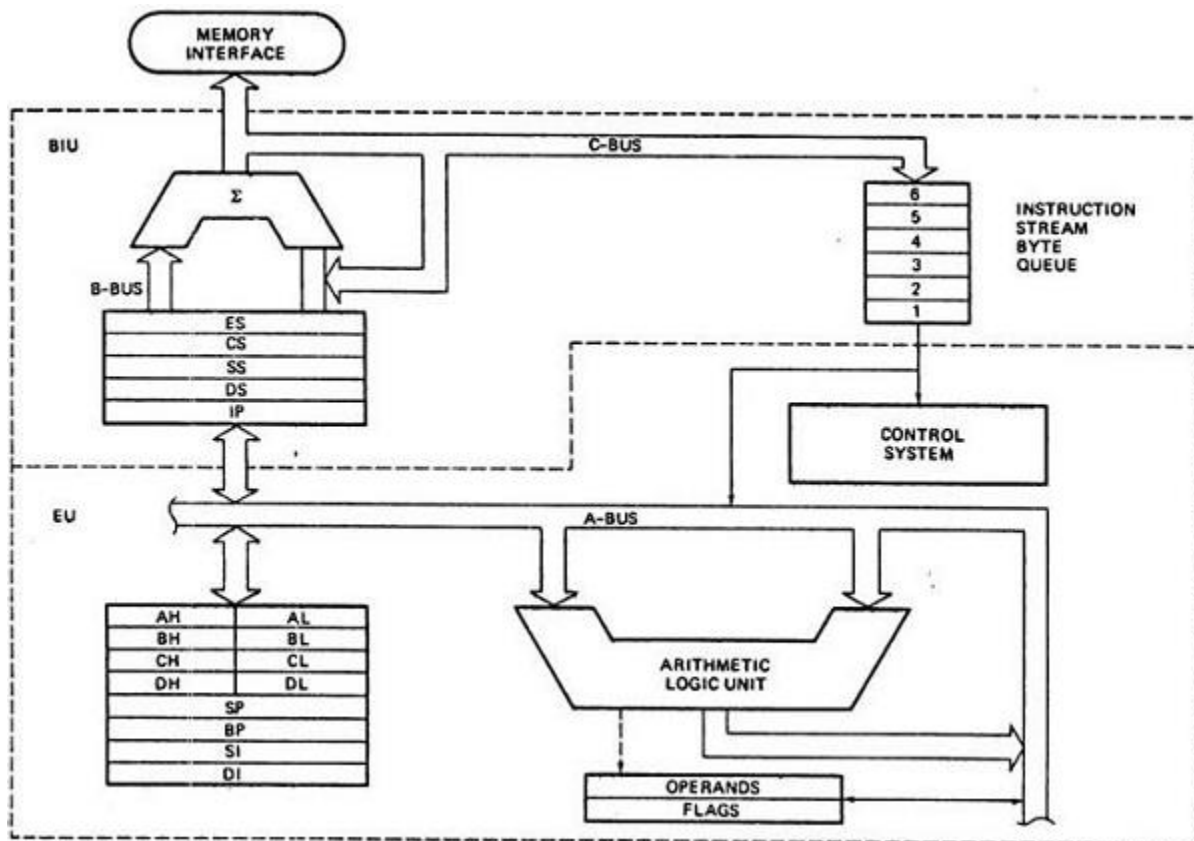 MEMORY
INTERFACE
BIU
C-BUS
Σ
B-BUS
6
5
4
3
2
1
INSTRUCTION
STREAM
BYTE
QUEUE
ES
CS
SS
DS
IP
CONTROL
SYSTEM
EU
A-BUS
AH AL
BH BL
CH CL
DH DL
SP
BP
SI
DI
ARITHMETIC
LOGIC UNIT
OPERANDS
FLAGS